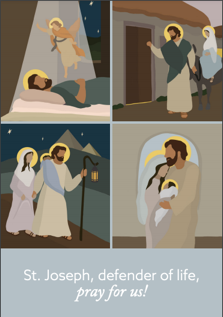 St. Joseph, defender of life,
pray for us!